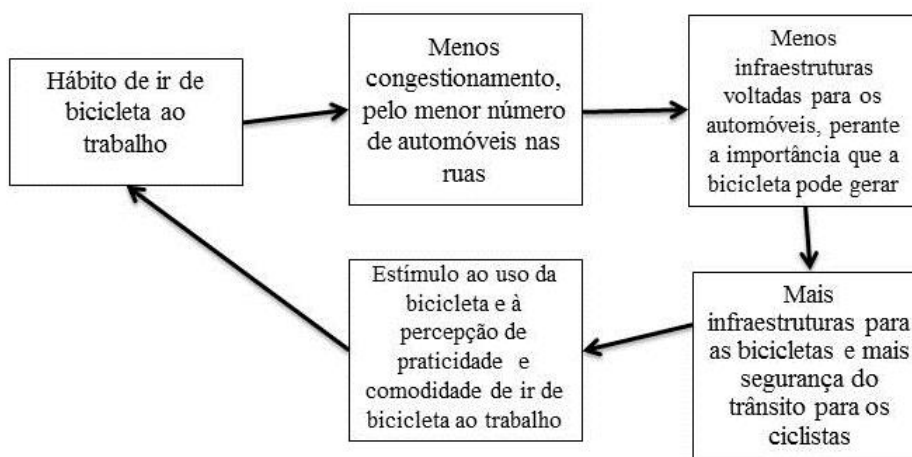 Hábito de ir de
bicicleta ao
trabalho
Menos
congestionamento,
pelo menor número
de automóveis nas
ruas
Menos
infraestruturas
voltadas para os
automóveis, perante
a importância que a
bicicleta pode gerar
Mais
infraestruturas para
as bicicletas e mais
segurança do
trânsito para os
ciclistas
Estímulo ao uso da
bicicleta e à
percepção de
praticidade e
comodidade de ir de
bicicleta ao trabalho